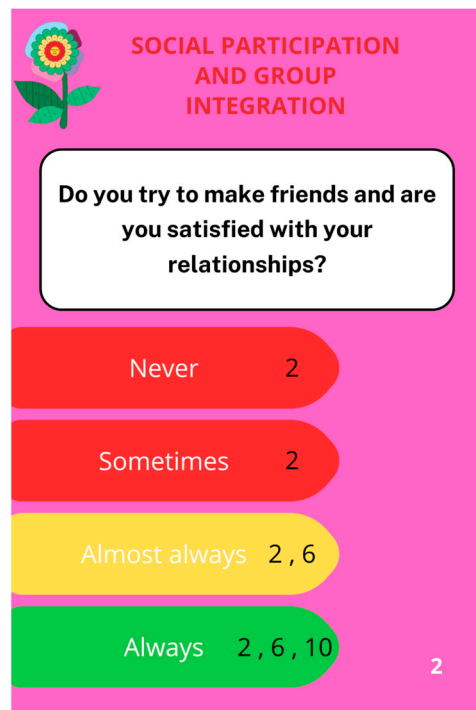 SOCIAL PARTICIPATION
AND GROUP
INTEGRATION
Do you try to make friends and are
you satisfied with your
relationships?
Never 2
Sometimes 2
Almost always 2 , 6
Always 2 , 6 , 10
2